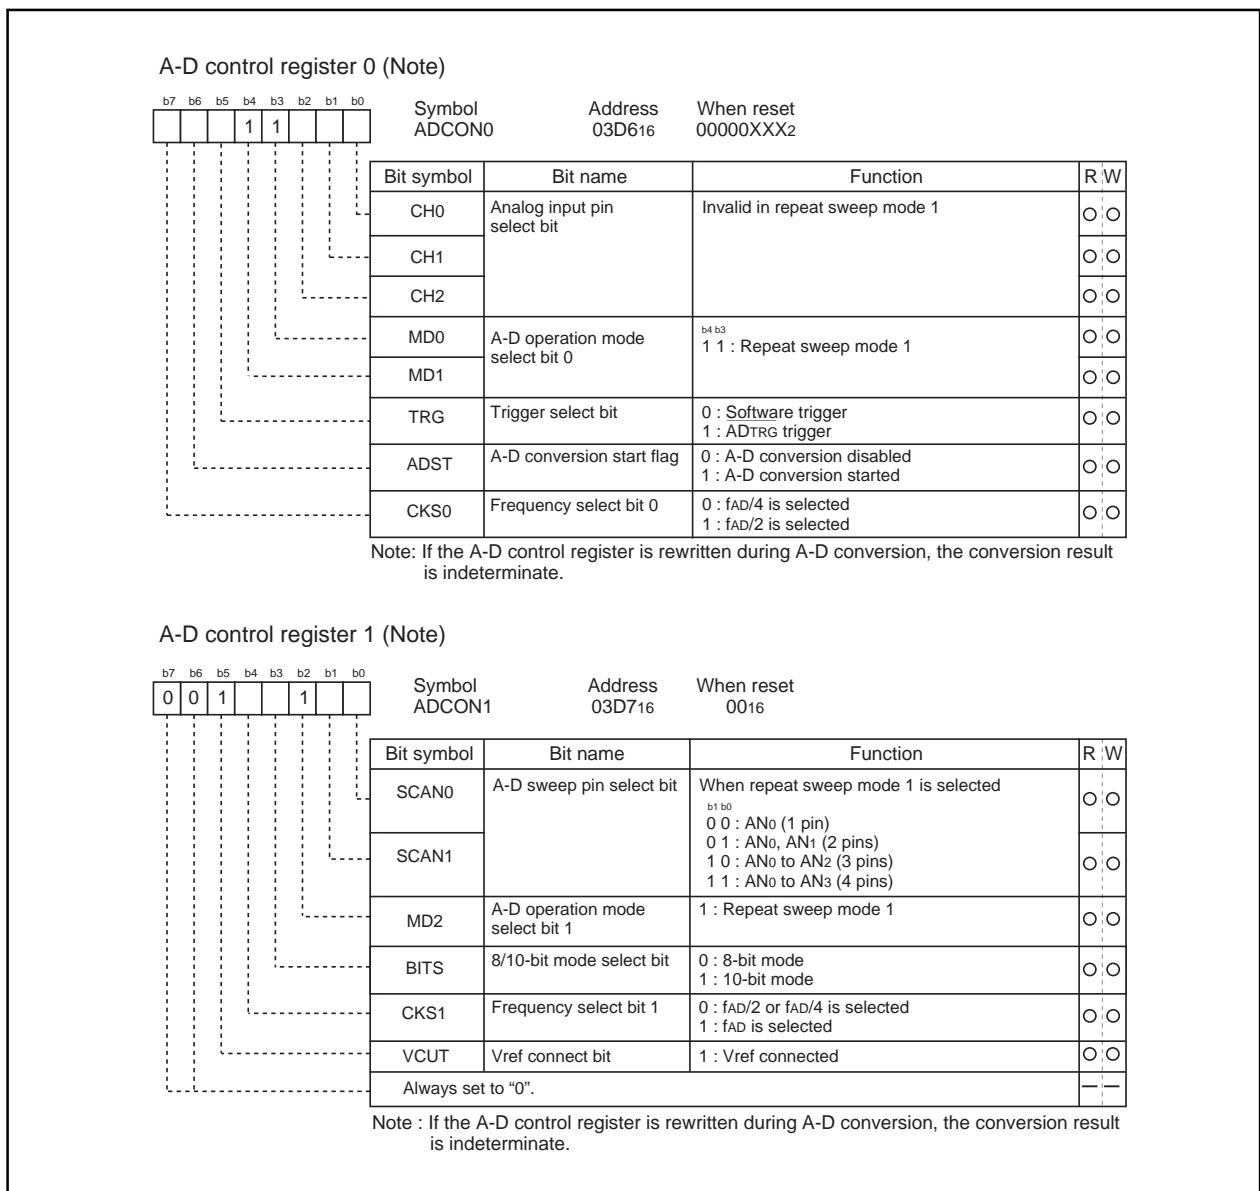 A-D control register 0 (Note)
b7 b6 b5 b4 b3 b2 b1 b0
1 1
Symbol Address When reset
ADCON0 03D616 00000XXX2
Bit symbol Bit name Function R W
CH0 Analog input pin Invalid in repeat sweep mode 1
select bit
CH1
CH2
b4 b3
MD0 A-D operation mode 1 1 : Repeat sweep mode 1
select bit 0
MD1
TRG Trigger select bit 0 : Software trigger
1 : ADTRG trigger
ADST A-D conversion start flag 0 : A-D conversion disabled
1 : A-D conversion started
CKS0 Frequency select bit 0 0 : fAD/4 is selected
1 : fAD/2 is selected
Note: If the A-D control register is rewritten during A-D conversion, the conversion result
is indeterminate.
A-D control register 1 (Note)
b7 b6 b5 b4 b3 b2 b1 b0
0 0 1 1
Symbol Address When reset
ADCON1 03D716 0016
Bit symbol Bit name Function R W
SCAN0 A-D sweep pin select bit When repeat sweep mode 1 is selected
b1 b0
0 0 : AN0 (1 pin)
0 1 : AN0, AN1 (2 pins)
SCAN1 1 0 : AN0 to AN2 (3 pins)
1 1 : AN0 to AN3 (4 pins)
MD2 A-D operation mode 1 : Repeat sweep mode 1
select bit 1
BITS 8/10-bit mode select bit 0 : 8-bit mode
1 : 10-bit mode
CKS1 Frequency select bit 1 0 : fAD/2 or fAD/4 is selected
1 : fAD is selected
VCUT Vref connect bit 1 : Vref connected
Always set to “0”.
Note : If the A-D control register is rewritten during A-D conversion, the conversion result
is indeterminate.